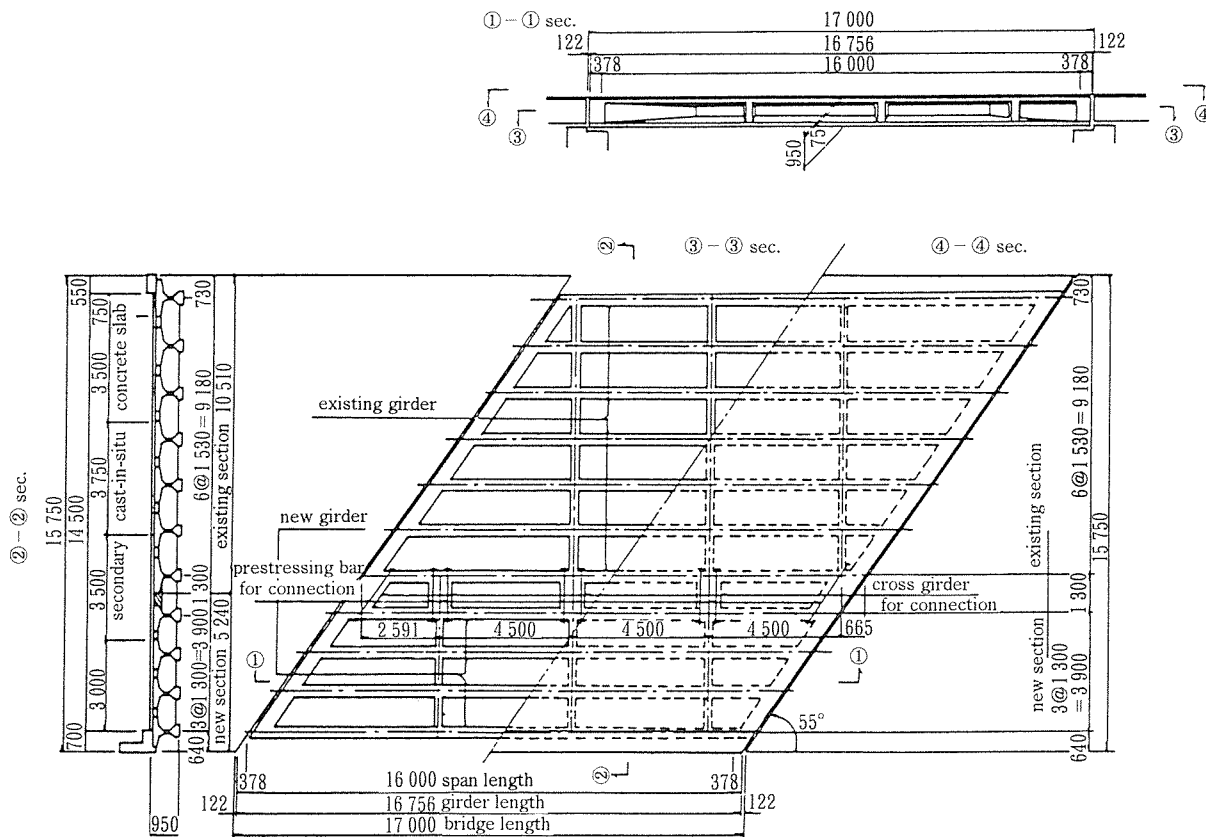 ①－① sec.
17 000
122
16 756
122
378
16 000
378
④
④
③
③
950
75
②
③－③ sec.
④－④ sec.
②－② sec.
15 750
14 500
550
750
3 500
3 750
3 500
3 000
700
secondary cast-in-situ concrete slab
730
6@1 530＝9 180
1 300
3@1 300＝3 900
640
existing section 10 510
new section 5 240
950
existing girder
new girder
prestressing bar
for connection
cross girder
for connection
2 591
4 500
4 500
4 500
665
①
①
55°
730
6@1 530＝9 180
1 300
640
15 750
existing section
new section
3@1 300
＝3 900
②
378
16 000 span length
378
122
16 756 girder length
122
17 000 bridge length